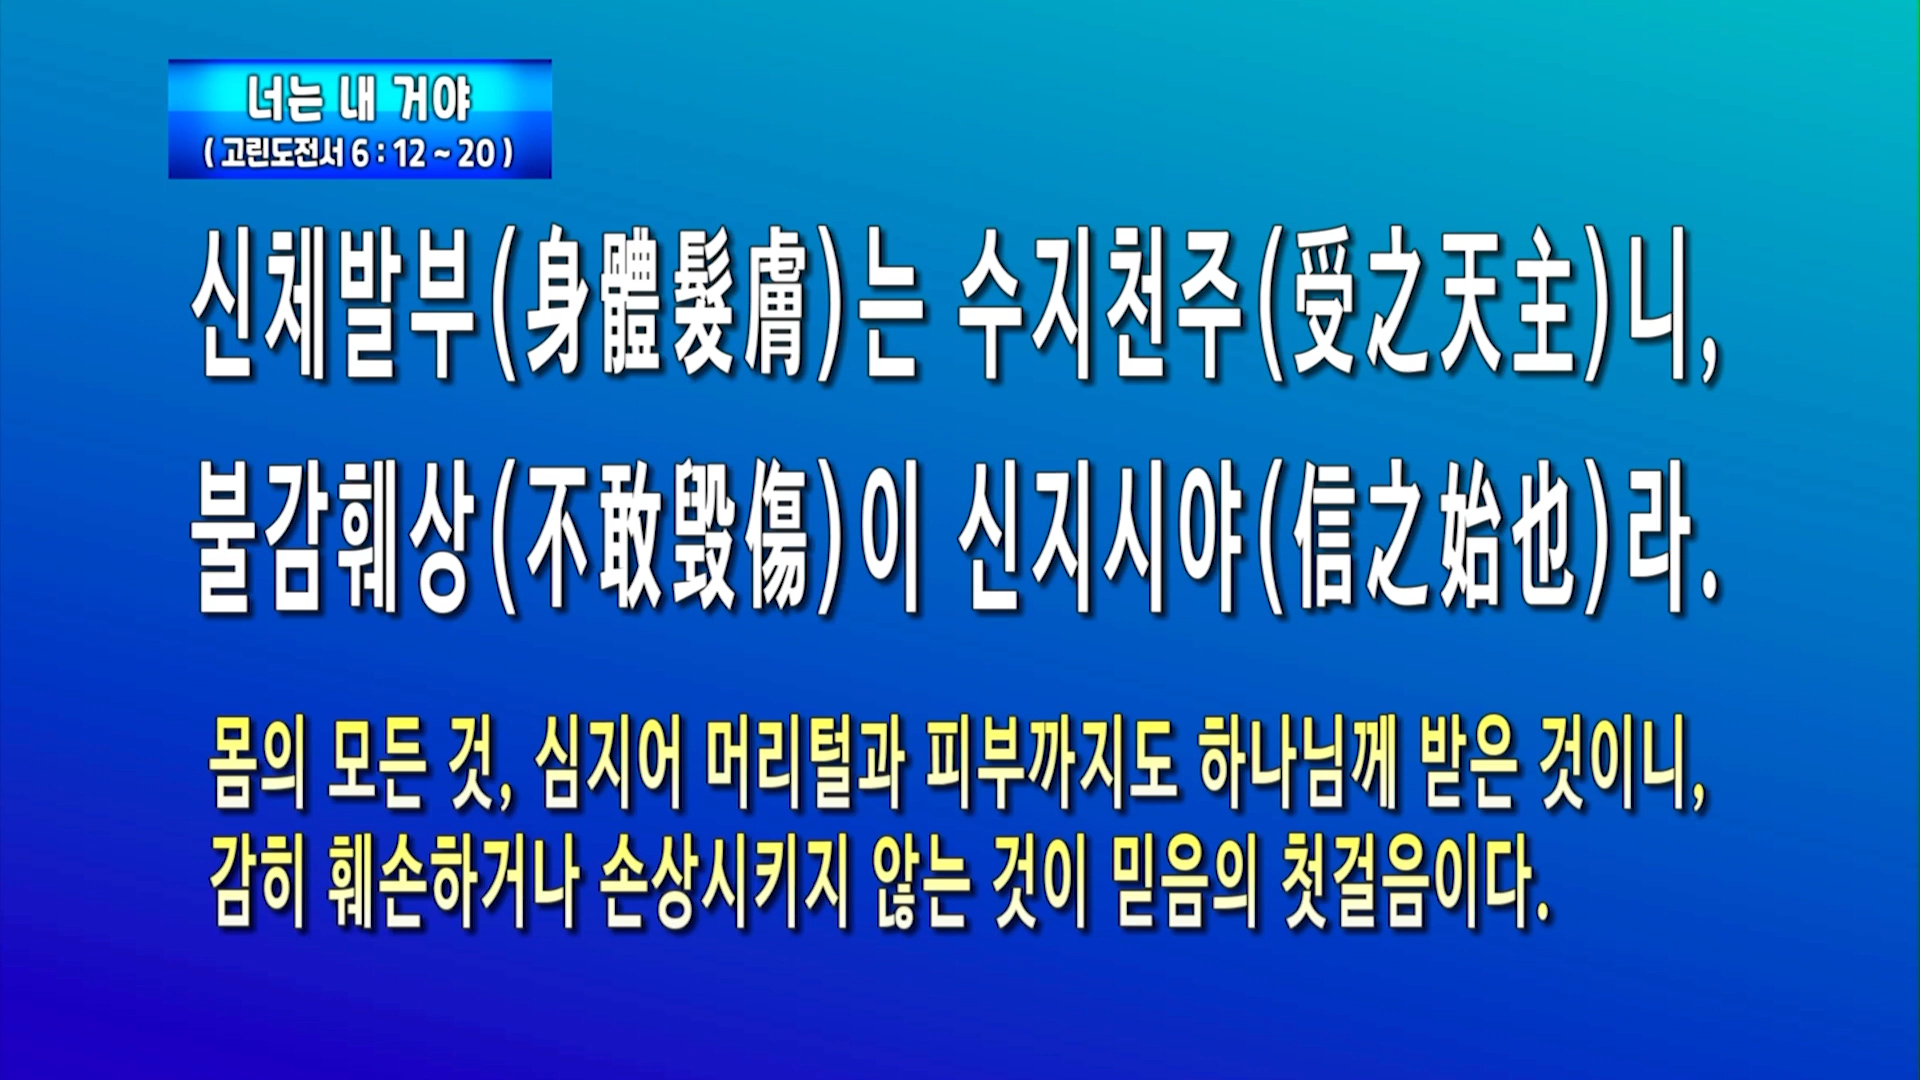 너는 내 거야
( 고린도전서 6 : 12 ~ 20 )
신체발부(身體髮膚)는 수지천주(受之天主)니,
불감훼상(不敢毁傷)이 신지시야(信之始也)라.
몸의 모든 것, 심지어 머리털과 피부까지도 하나님께 받은 것이니,
감히 훼손하거나 손상시키지 않는 것이 믿음의 첫걸음이다.